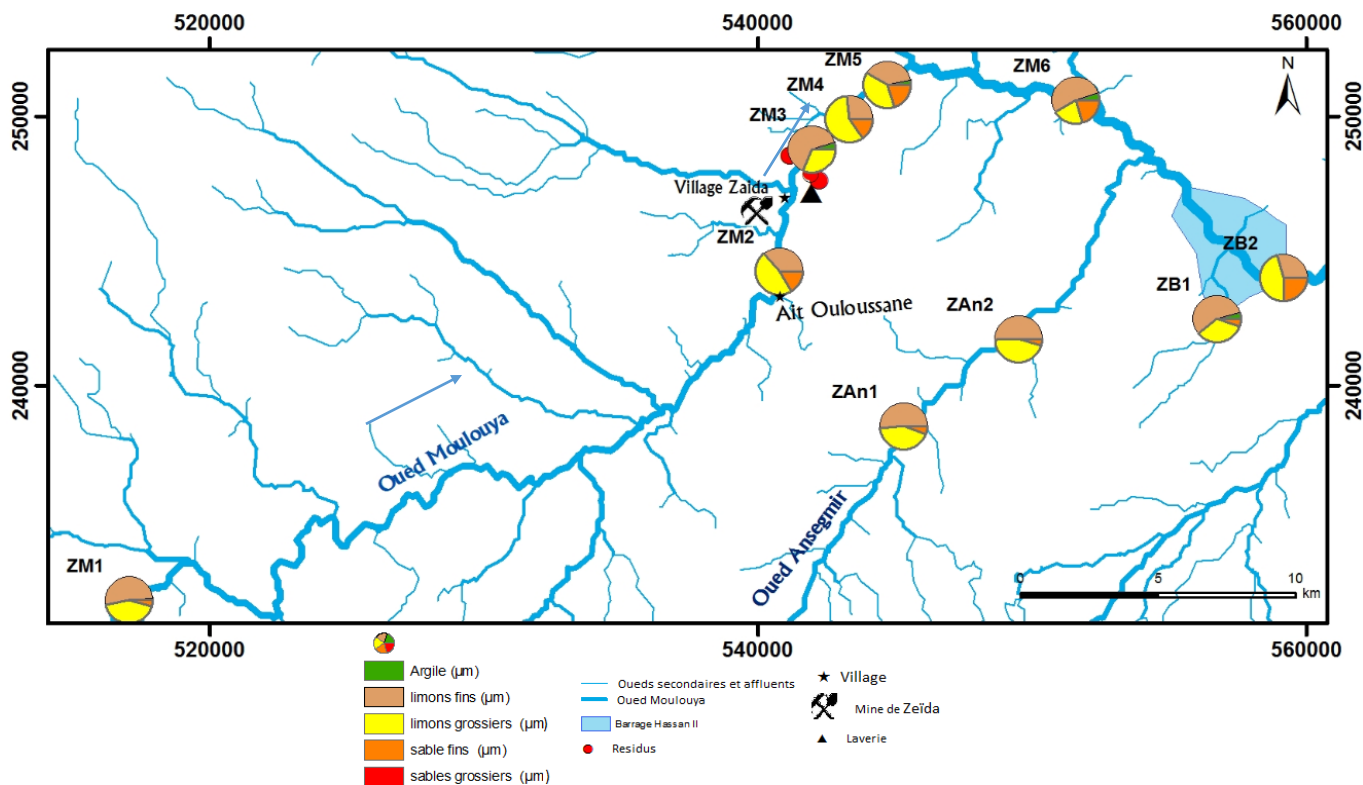 520000 540000 560000
N
250000
250000
240000
240000
ZM5
ZM6
ZM4
ZM3
Village Zaida
ZM2
Ait Ouloussane
ZB2
ZB1
ZAn2
ZAn1
Oued Moulouya
Oued Ansegmir
ZM1
0 5 10
km
520000 540000 560000
Argile (µm)
limons fins (µm)
limons grossiers (µm)
sable fins (µm)
sables grossiers (µm)
Oueds secondaires et affluents
Oued Moulouya
Barrage Hassan II
Residus
Village
Mine de Zeïda
Laverie